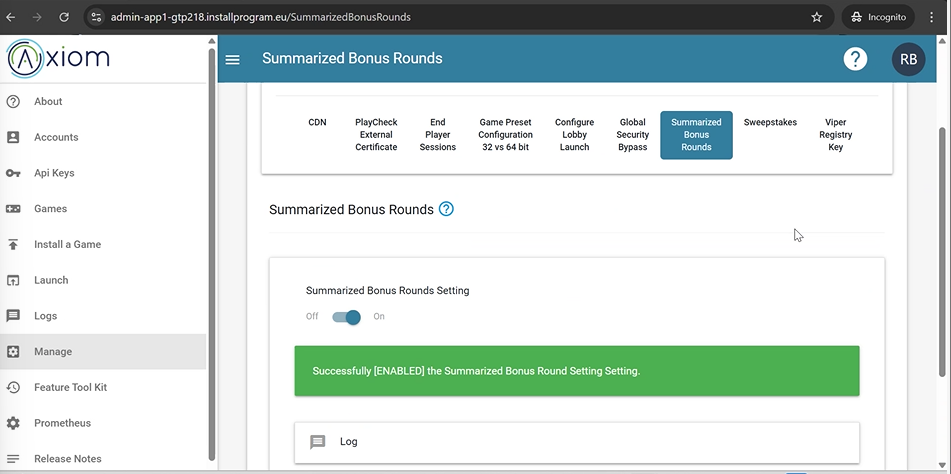 admin-app1-gtp218.installprogram.eu/SummarizedBonusRounds
Incognito
Axiom
Summarized Bonus Rounds
?
RB
About
Accounts
Api Keys
Games
Install a Game
Launch
Logs
Manage
Feature Tool Kit
Prometheus
Release Notes
CDN
PlayCheck
External
Certificate
End
Player
Sessions
Game Preset
Configuration
32 vs 64 bit
Configure
Lobby
Launch
Global
Security
Bypass
Summarized
Bonus
Rounds
Sweepstakes
Viper
Registry
Key
Summarized Bonus Rounds ?
Summarized Bonus Rounds Setting
Off On
Successfully [ENABLED] the Summarized Bonus Round Setting Setting.
Log